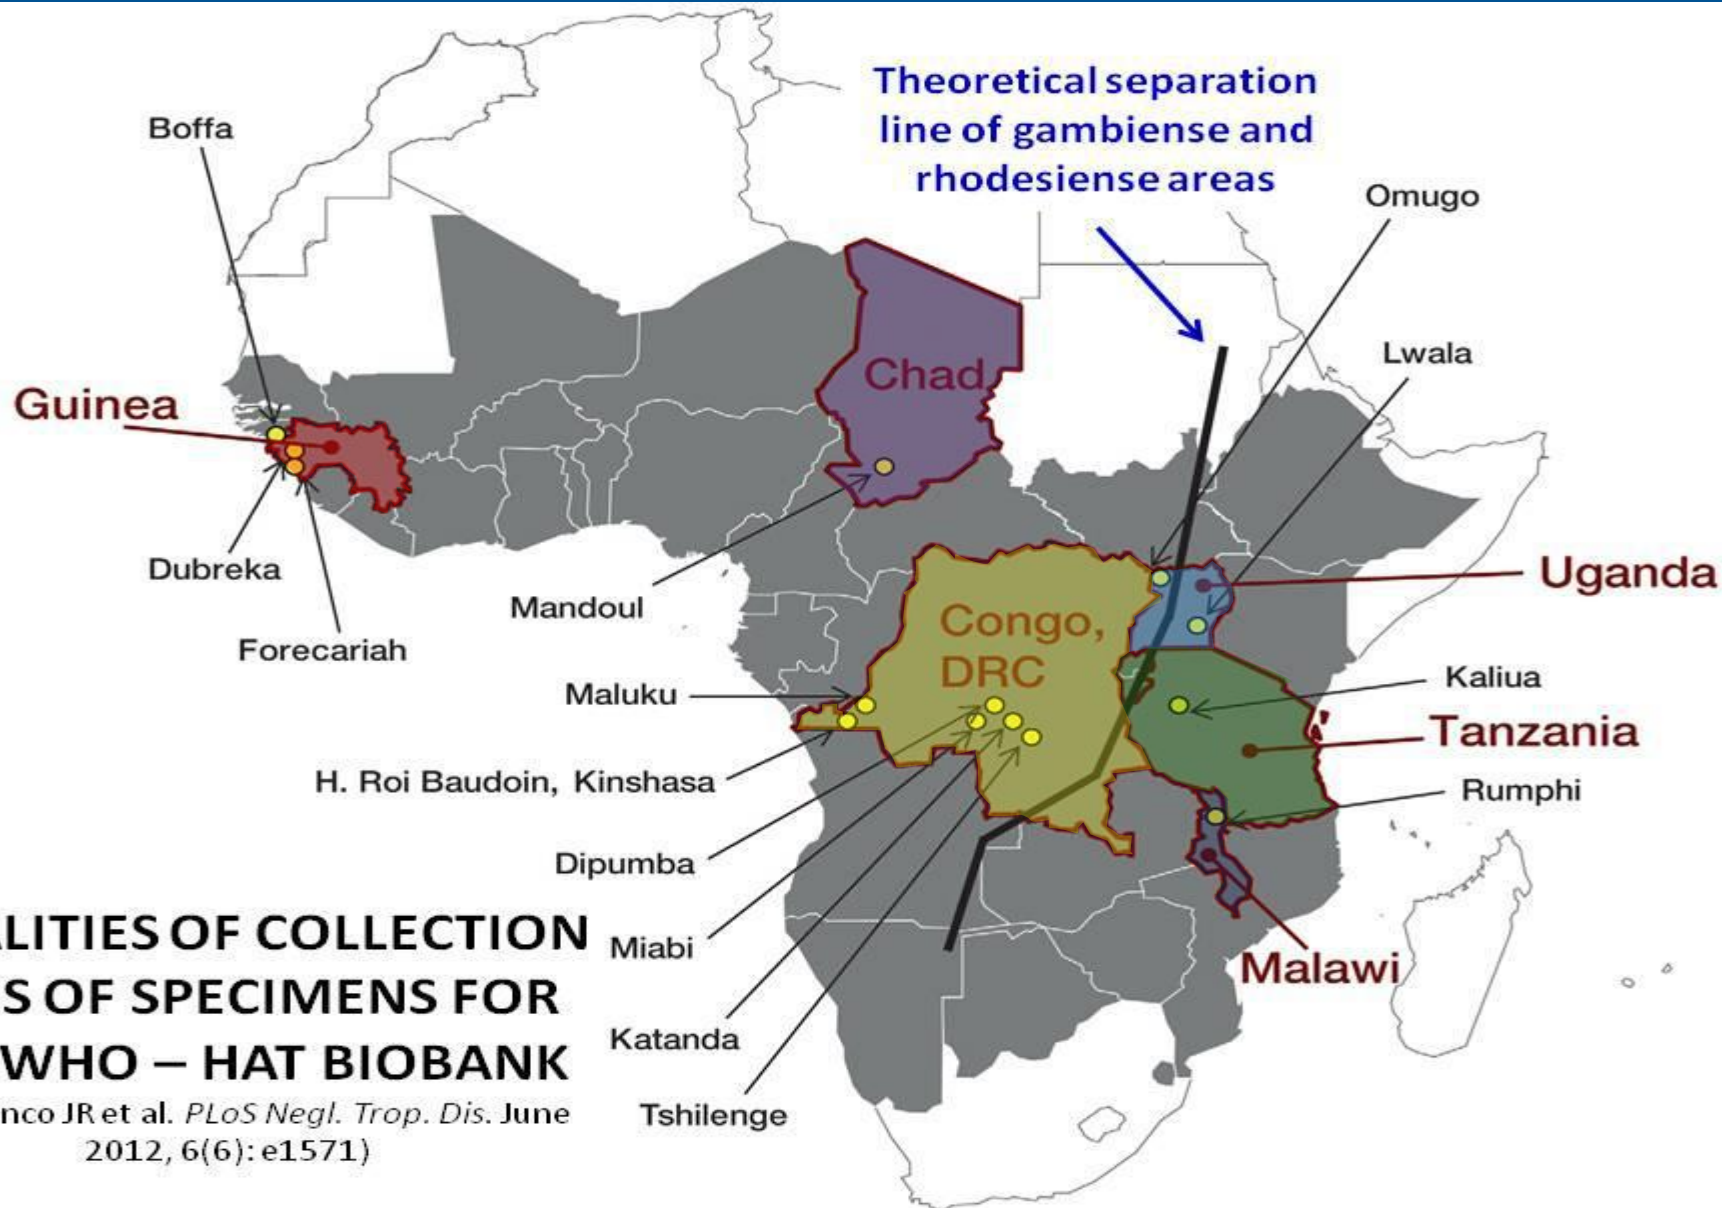 Theoretical separation
line of gambiense and
rhodesiense areas
Boffa
Omugo
Lwala
Chad
Guinea
Dubreka
Mandoul
Forecariah
Uganda
Congo,
DRC
Maluku
Kaliua
Tanzania
H. Roi Baudoin, Kinshasa
Rumphi
Dipumba
Miabi
Malawi
Katanda
Tshilenge
LITIES OF COLLECTION
S OF SPECIMENS FOR
WHO – HAT BIOBANK
nco JR et al. PLoS Negl. Trop. Dis. June
2012, 6(6): e1571)